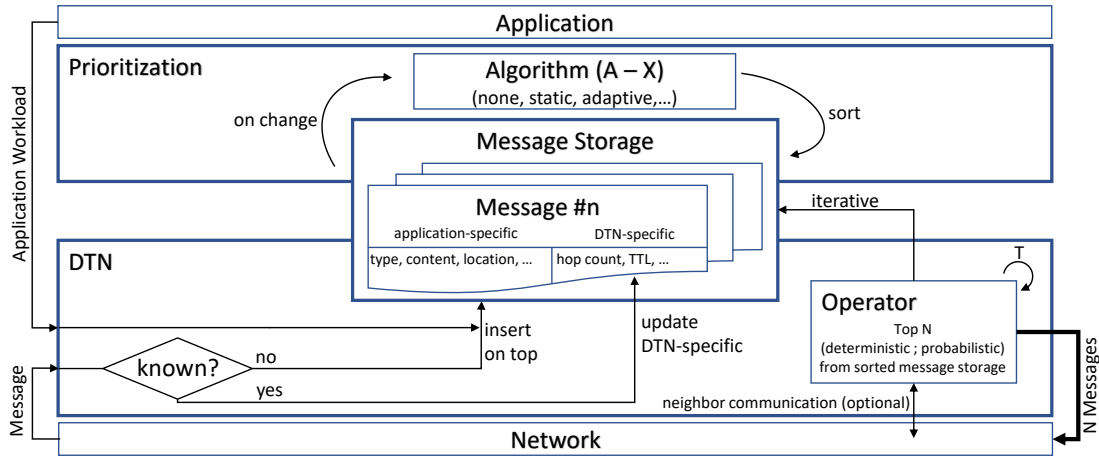 Application
Prioritization
Algorithm (A – X)
(none, static, adaptive,...)
on change
sort
Application Workload
Message Storage
Message #n
application-specific
DTN-specific
type, content, location, ...
hop count, TTL, ...
iterative
DTN
T
Operator
Top N
(deterministic ; probabilistic)
from sorted message storage
insert
on top
update
DTN-specific
known?
no
yes
Message
neighbor communication (optional)
N Messages
Network